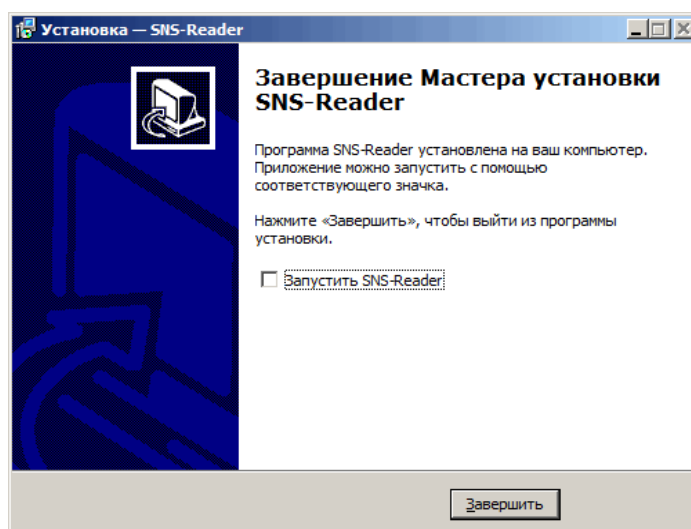 Установка — SNS-Reader
Завершение Мастера установки
SNS-Reader
Программа SNS-Reader установлена на ваш компьютер.
Приложение можно запустить с помощью
соответствующего значка.
Нажмите «Завершить», чтобы выйти из программы
установки.
Запустить SNS-Reader
Завершить